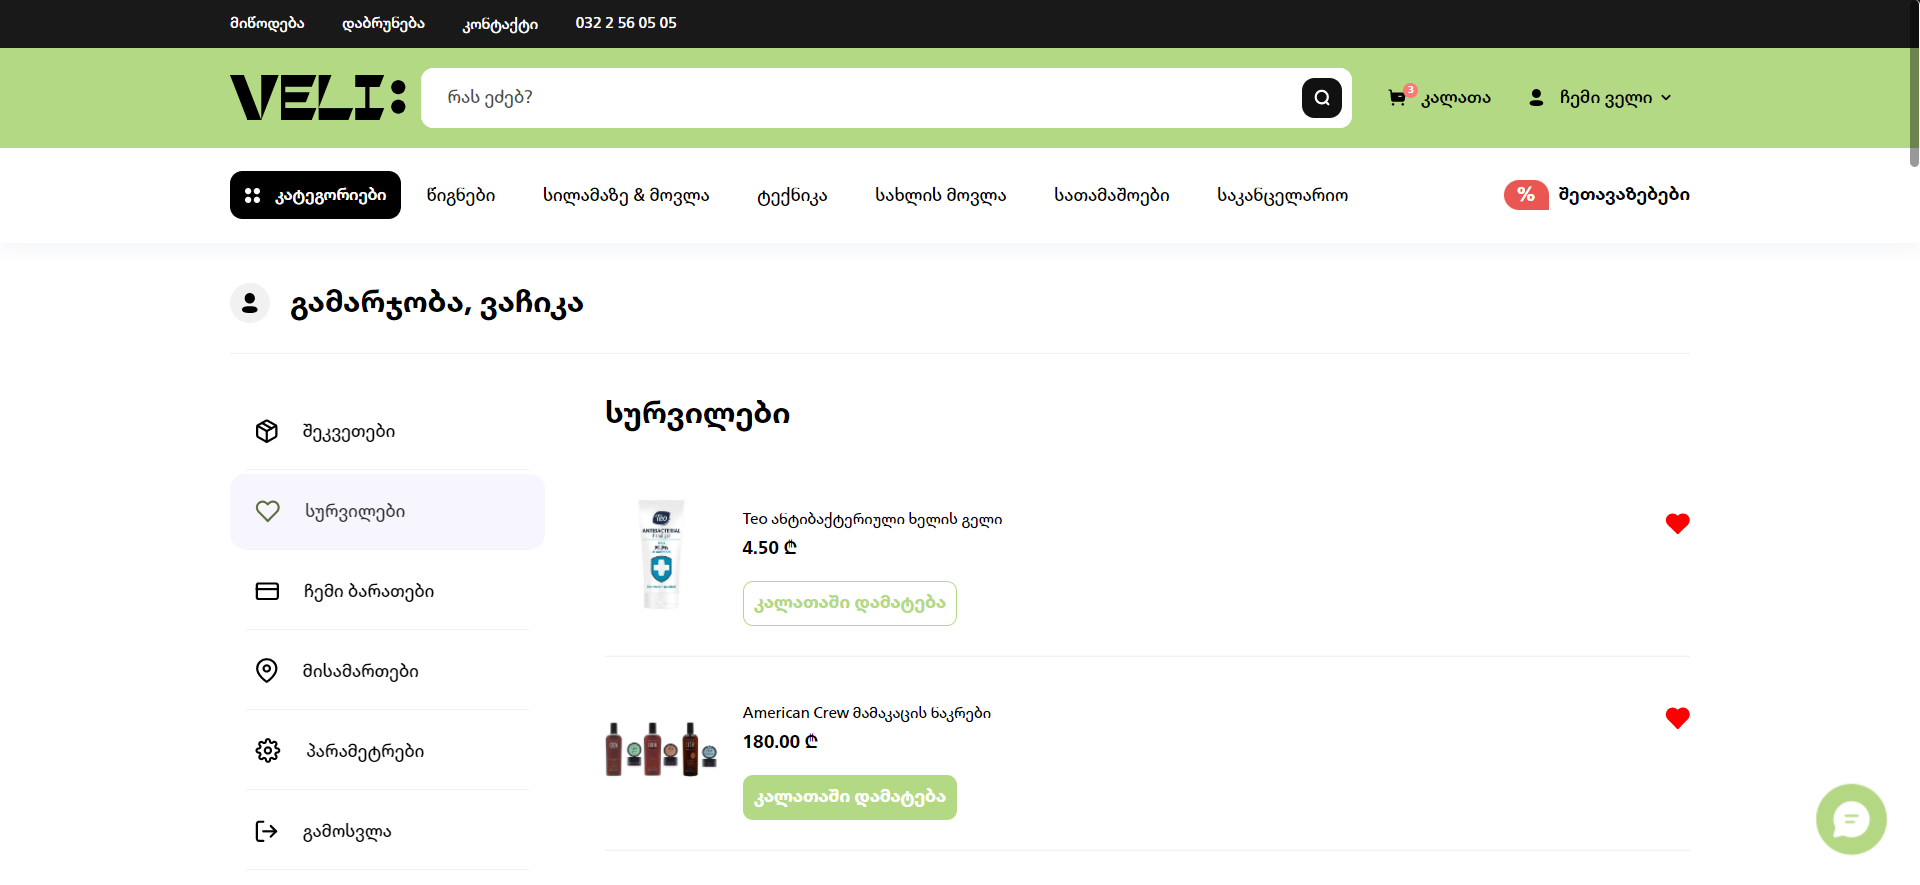 მიწოდება დაბრუნება კონტაქტი 032 2 56 05 05
VELI:
რას ეძებ?
3 კალათა
ჩემი ველი
კატეგორიები წიგნები სილამაზე & მოვლა ტექნიკა სახლის მოვლა სათამაშოები საკანცელარიო % შეთავაზებები
გამარჯობა, ვაჩიკა
შეკვეთები
სურვილები
ჩემი ბარათები
მისამართები
პარამეტრები
გამოსვლა
სურვილები
Teo
ANTIBACTERIAL
Teo ანტიბაქტერიული ხელის გელი
4.50 ₾
კალათაში დამატება
American Crew მამაკაცის ნაკრები
180.00 ₾
კალათაში დამატება